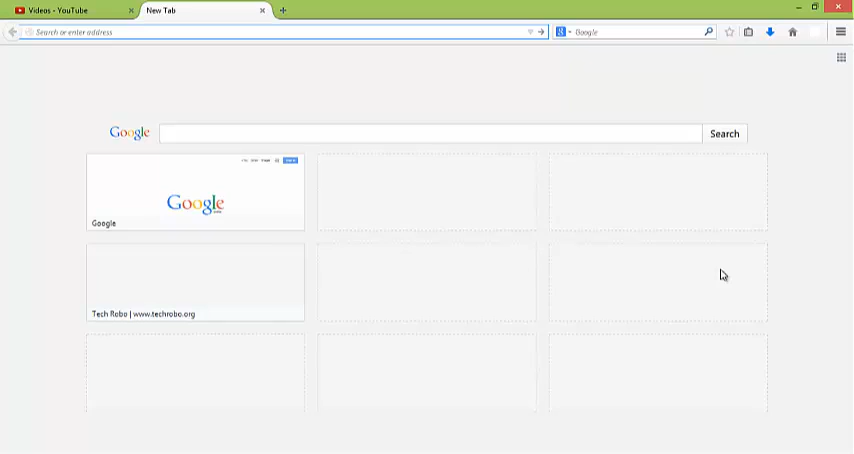 Videos - YouTube
New Tab
Search or enter address
Google
Google
Search
Google
Google
Tech Robo | www.techrobo.org